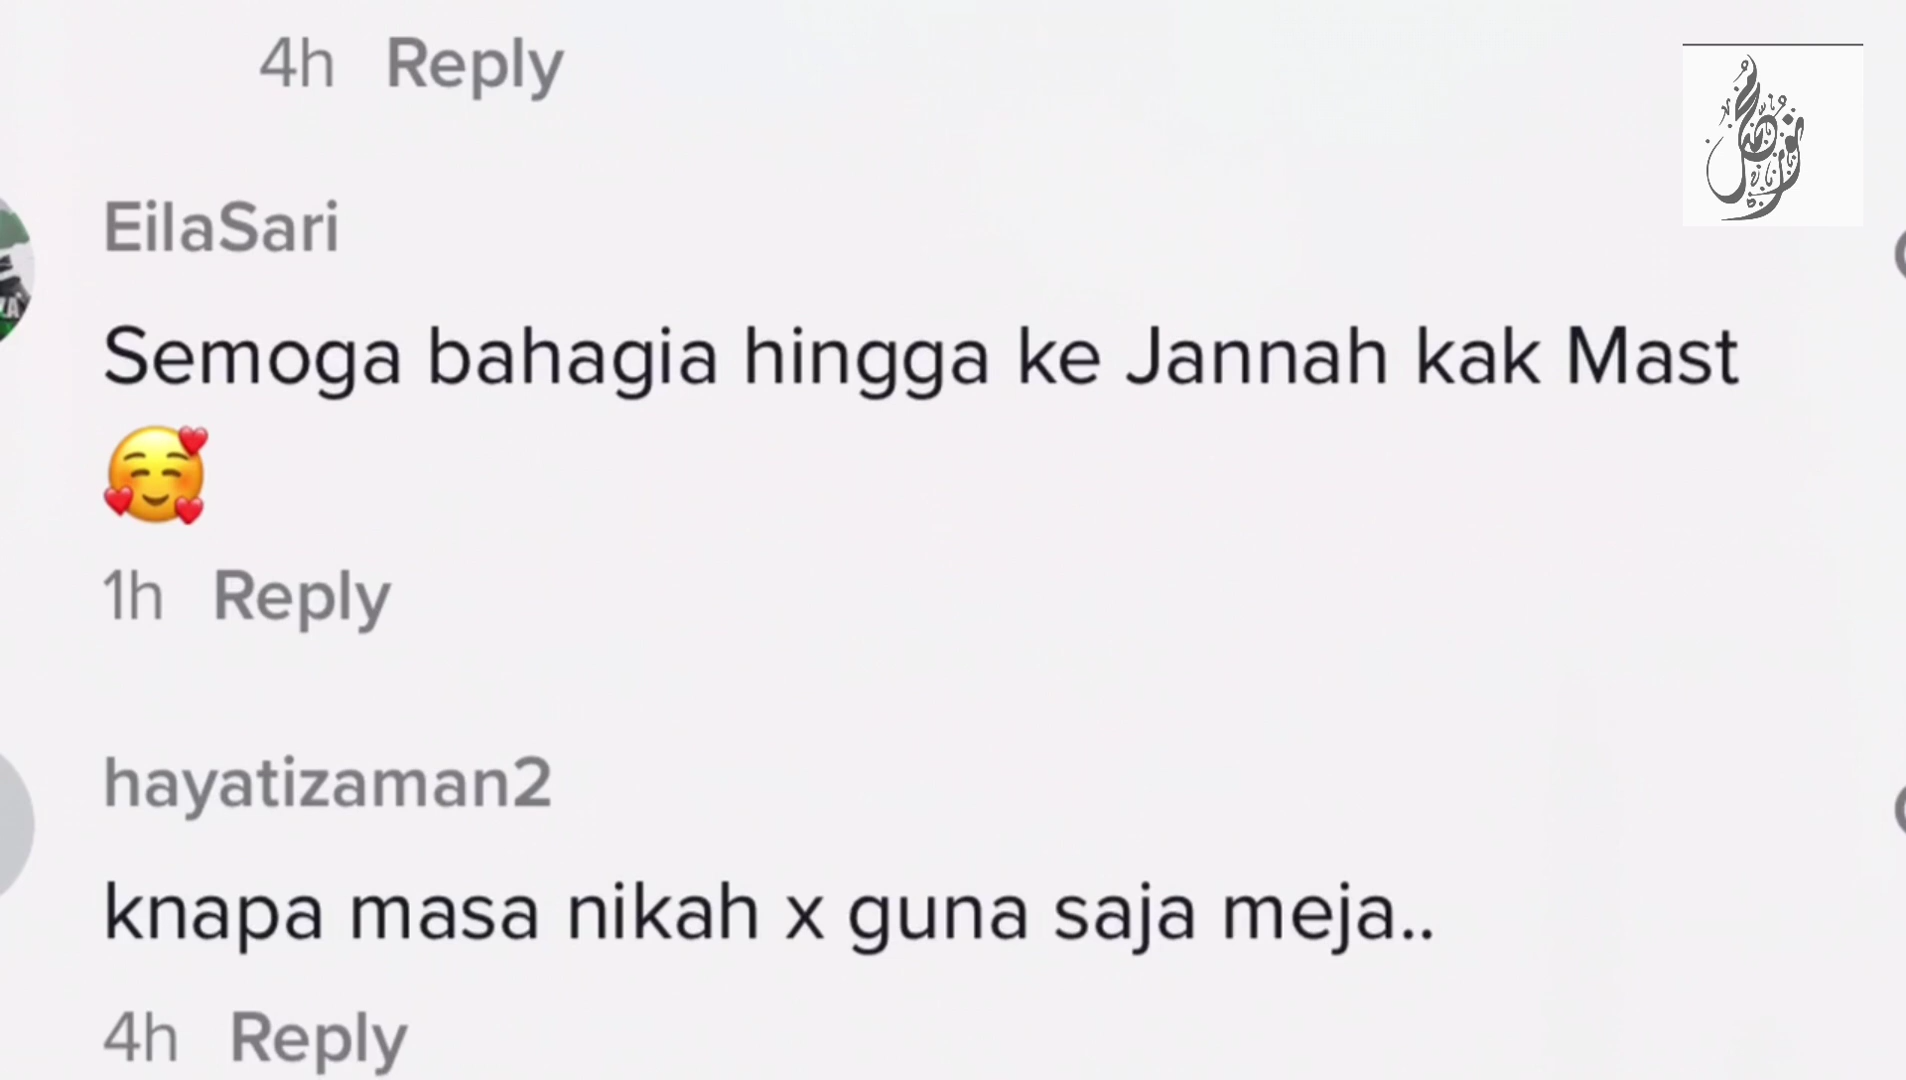 4h Reply
EilaSari
Semoga bahagia hingga ke Jannah kak Mast
🥰
1h Reply
hayatizaman2
knapa masa nikah x guna saja meja..
4h Reply